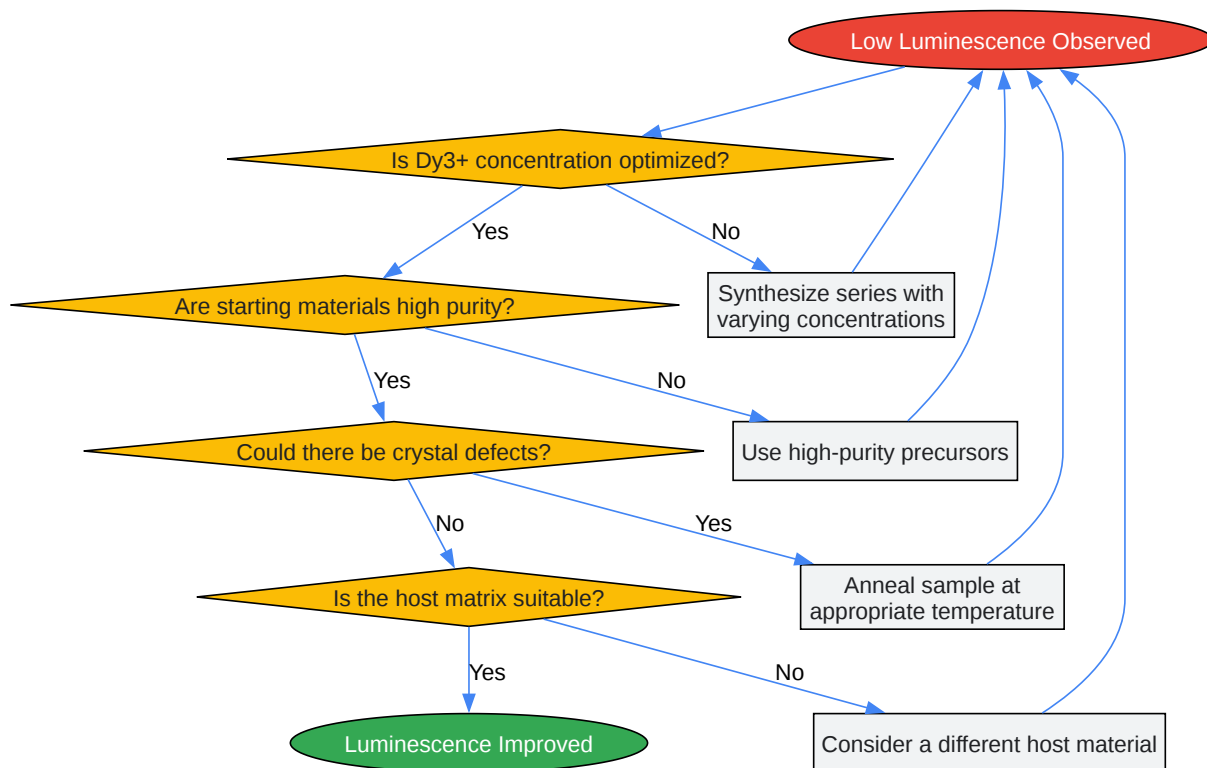 Low Luminescence Observed
Is Dy3+ concentration optimized?
Yes
No
Are starting materials high purity?
Synthesize series with
varying concentrations
Yes
No
Could there be crystal defects?
Use high-purity precursors
No
Yes
Is the host matrix suitable?
Anneal sample at
appropriate temperature
Yes
No
Luminescence Improved
Consider a different host material